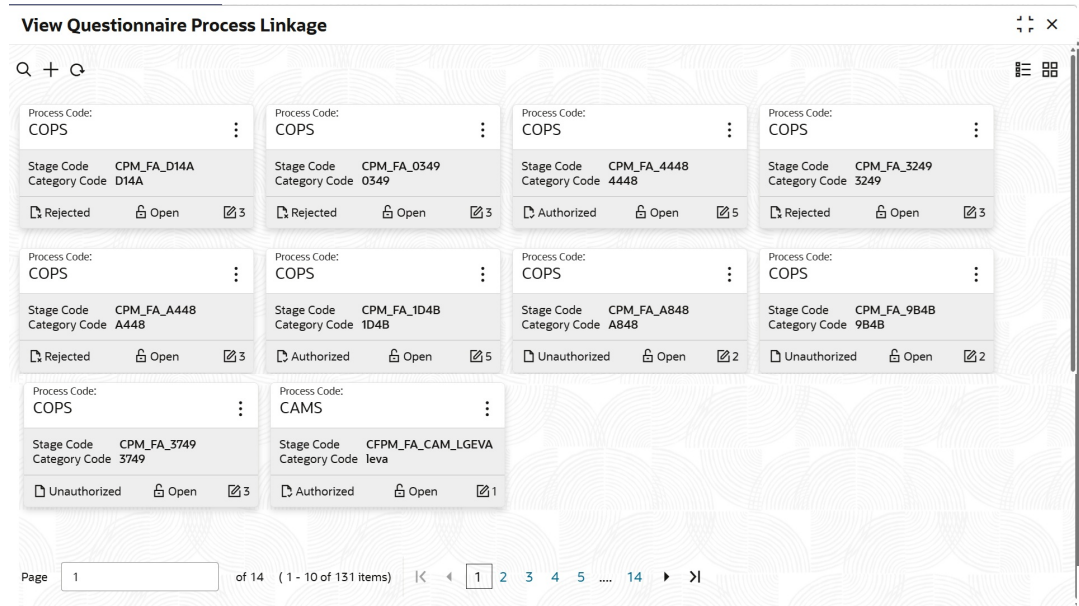 View Questionnaire Process Linkage
Process Code:
COPS
Stage Code CPM_FA_D14A
Category Code D14A
Rejected Open 3
Process Code:
COPS
Stage Code CPM_FA_0349
Category Code 0349
Rejected Open 3
Process Code:
COPS
Stage Code CPM_FA_4448
Category Code 4448
Authorized Open 5
Process Code:
COPS
Stage Code CPM_FA_3249
Category Code 3249
Rejected Open 3
Process Code:
COPS
Stage Code CPM_FA_A448
Category Code A448
Rejected Open 3
Process Code:
COPS
Stage Code CPM_FA_1D4B
Category Code 1D4B
Authorized Open 5
Process Code:
COPS
Stage Code CPM_FA_A848
Category Code A848
Unauthorized Open 2
Process Code:
COPS
Stage Code CPM_FA_9B4B
Category Code 9B4B
Unauthorized Open 2
Process Code:
COPS
Stage Code CPM_FA_3749
Category Code 3749
Unauthorized Open 3
Process Code:
CAMS
Stage Code CFPM_FA_CAM_LGEVA
Category Code leva
Authorized Open 1
Page 1 of 14 ( 1 - 10 of 131 items) 1 2 3 4 5 .... 14